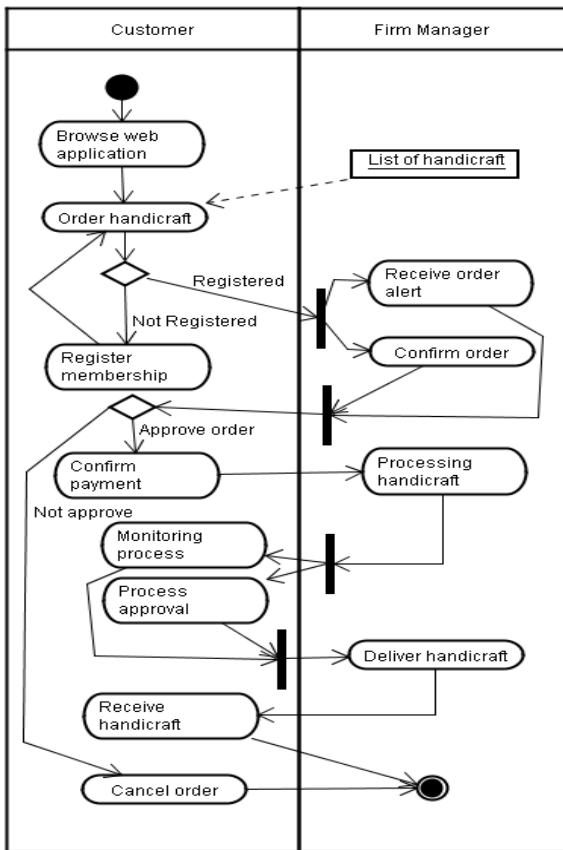 Customer
Firm Manager
Browse web
application
List of handicraft
Order handicraft
Registered
Receive order
alert
Not Registered
Confirm order
Register
membership
Approve order
Confirm
payment
Processing
handicraft
Not approve
Monitoring
process
Process
approval
Deliver handicraft
Receive
handicraft
Cancel order